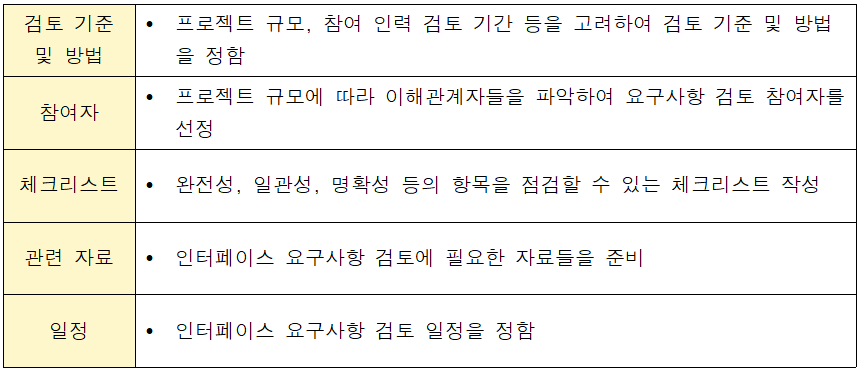 검토 기준
및 방법
• 프로젝트 규모, 참여 인력 검토 기간 등을 고려하여 검토 기준 및 방법
을 정함
참여자
• 프로젝트 규모에 따라 이해관계자들을 파악하여 요구사항 검토 참여자를
선정
체크리스트
• 완전성, 일관성, 명확성 등의 항목을 점검할 수 있는 체크리스트 작성
관련 자료
• 인터페이스 요구사항 검토에 필요한 자료들을 준비
일정
• 인터페이스 요구사항 검토 일정을 정함